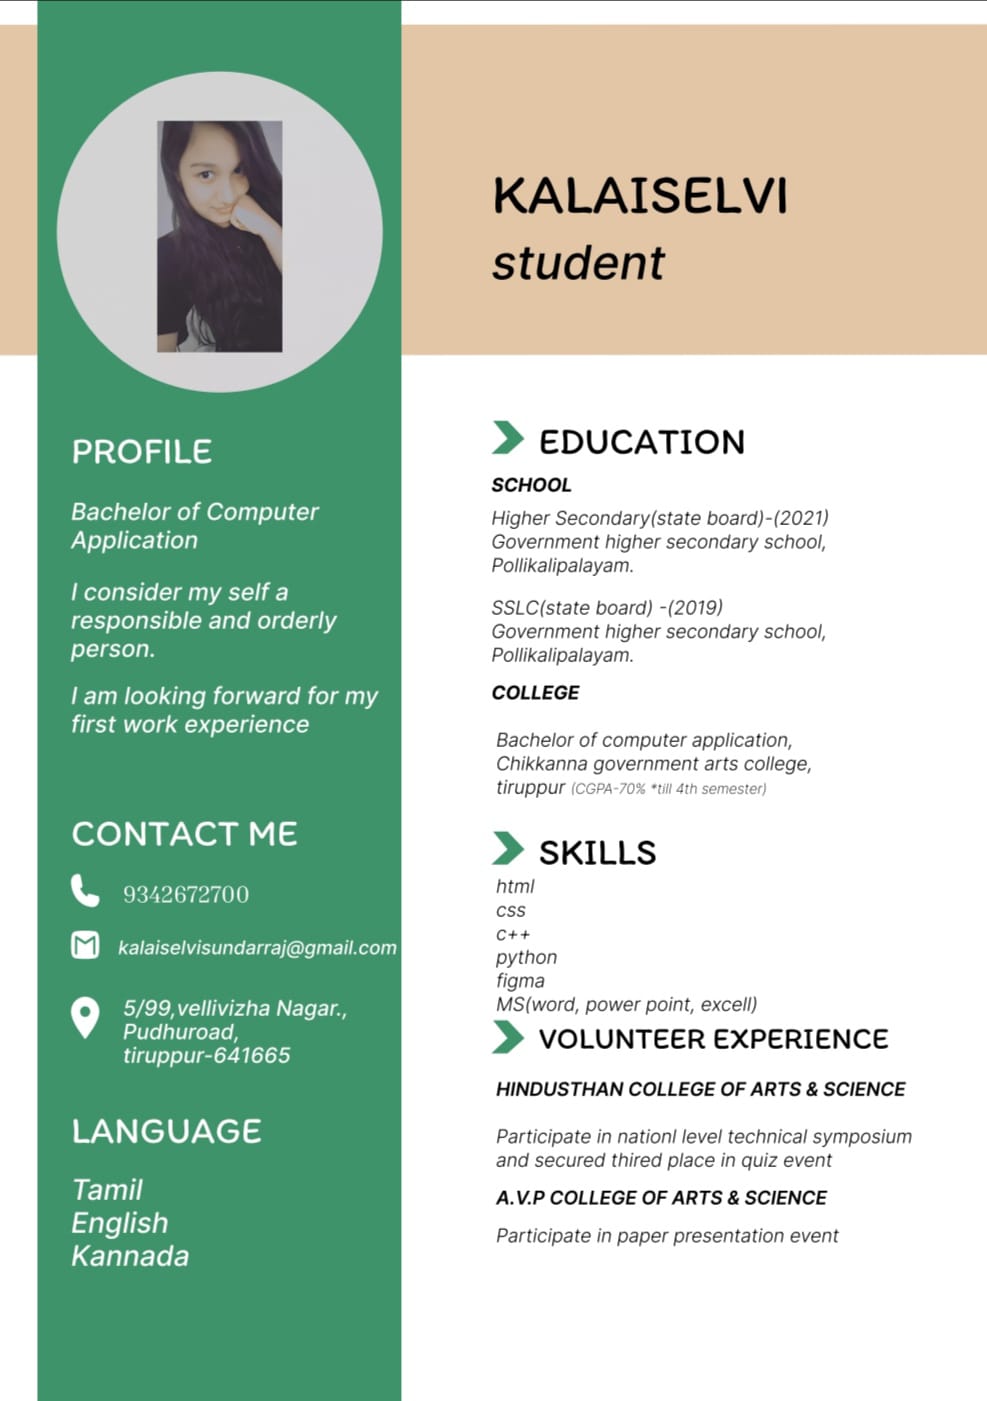 KALAISELVI
student
PROFILE
Bachelor of Computer
Application
I consider my self a
responsible and orderly
person.
I am looking forward for my
first work experience
CONTACT ME
9342672700
kalaiselvisundarraj@gmail.com
5/99,vellivizha Nagar.,
Pudhuroad,
tiruppur-641665
LANGUAGE
Tamil
English
Kannada
EDUCATION
SCHOOL
Higher Secondary(state board)-(2021)
Government higher secondary school,
Pollikalipalayam.
SSLC(state board) -(2019)
Government higher secondary school,
Pollikalipalayam.
COLLEGE
Bachelor of computer application,
Chikkanna government arts college,
tiruppur (CGPA-70% *till 4th semester)
SKILLS
html
css
c++
python
figma
MS(word, power point, excell)
VOLUNTEER EXPERIENCE
HINDUSTHAN COLLEGE OF ARTS & SCIENCE
Participate in nationl level technical symposium
and secured thired place in quiz event
A.V.P COLLEGE OF ARTS & SCIENCE
Participate in paper presentation event